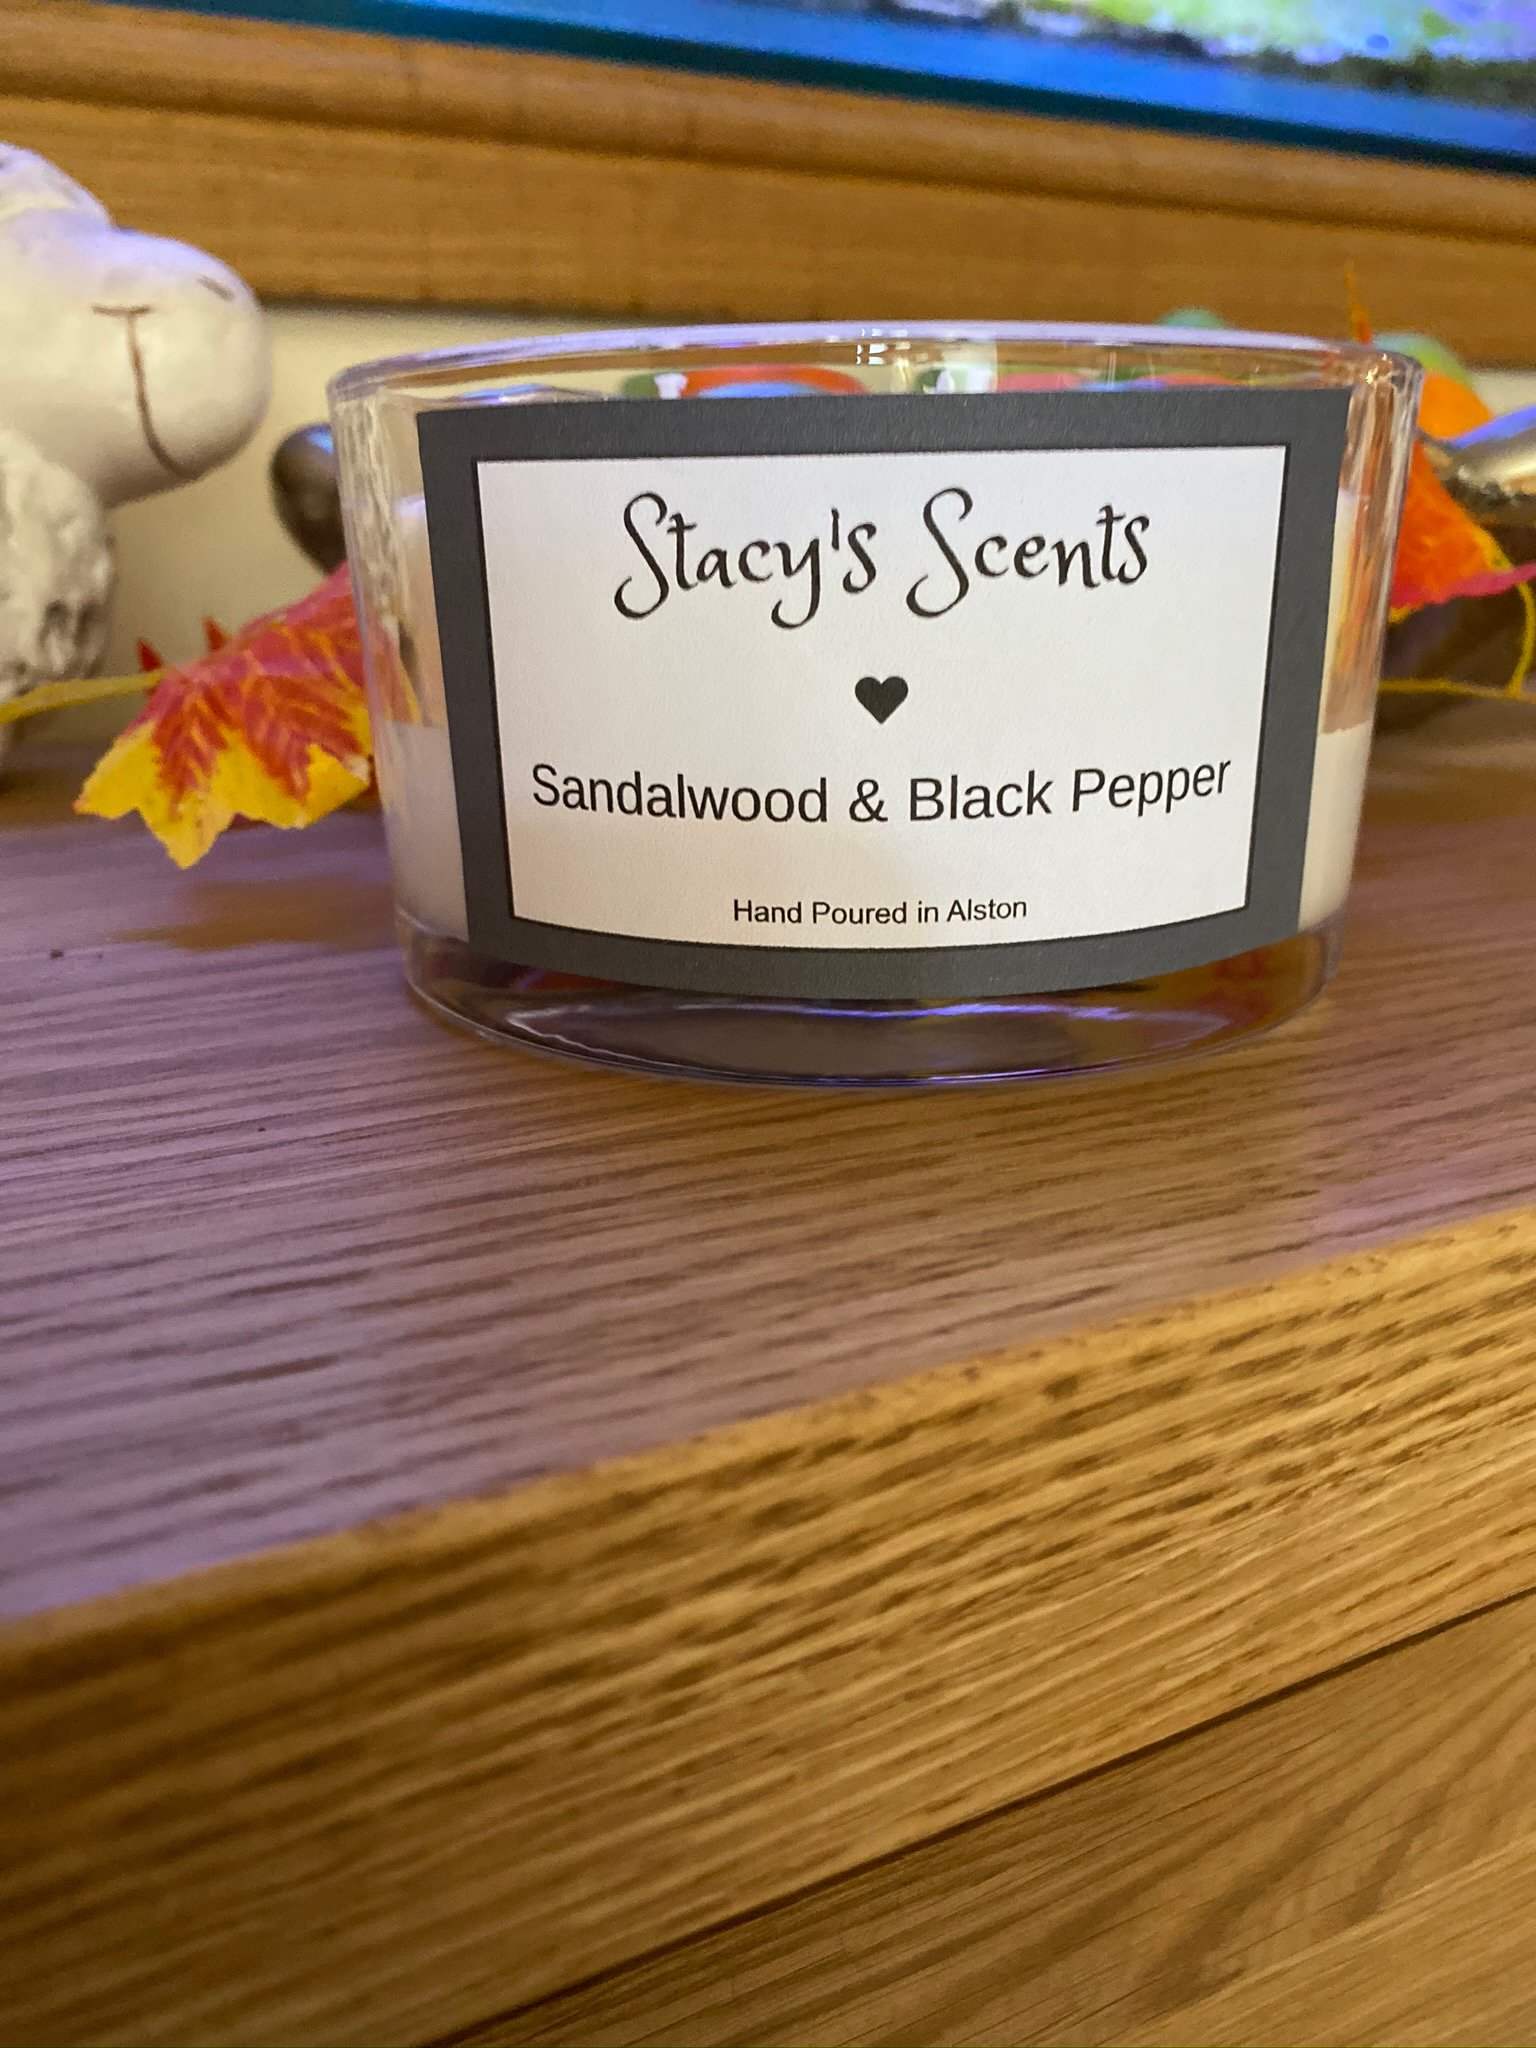 Stacy's Scents
Sandalwood & Black Pepper
Hand Poured in Alston